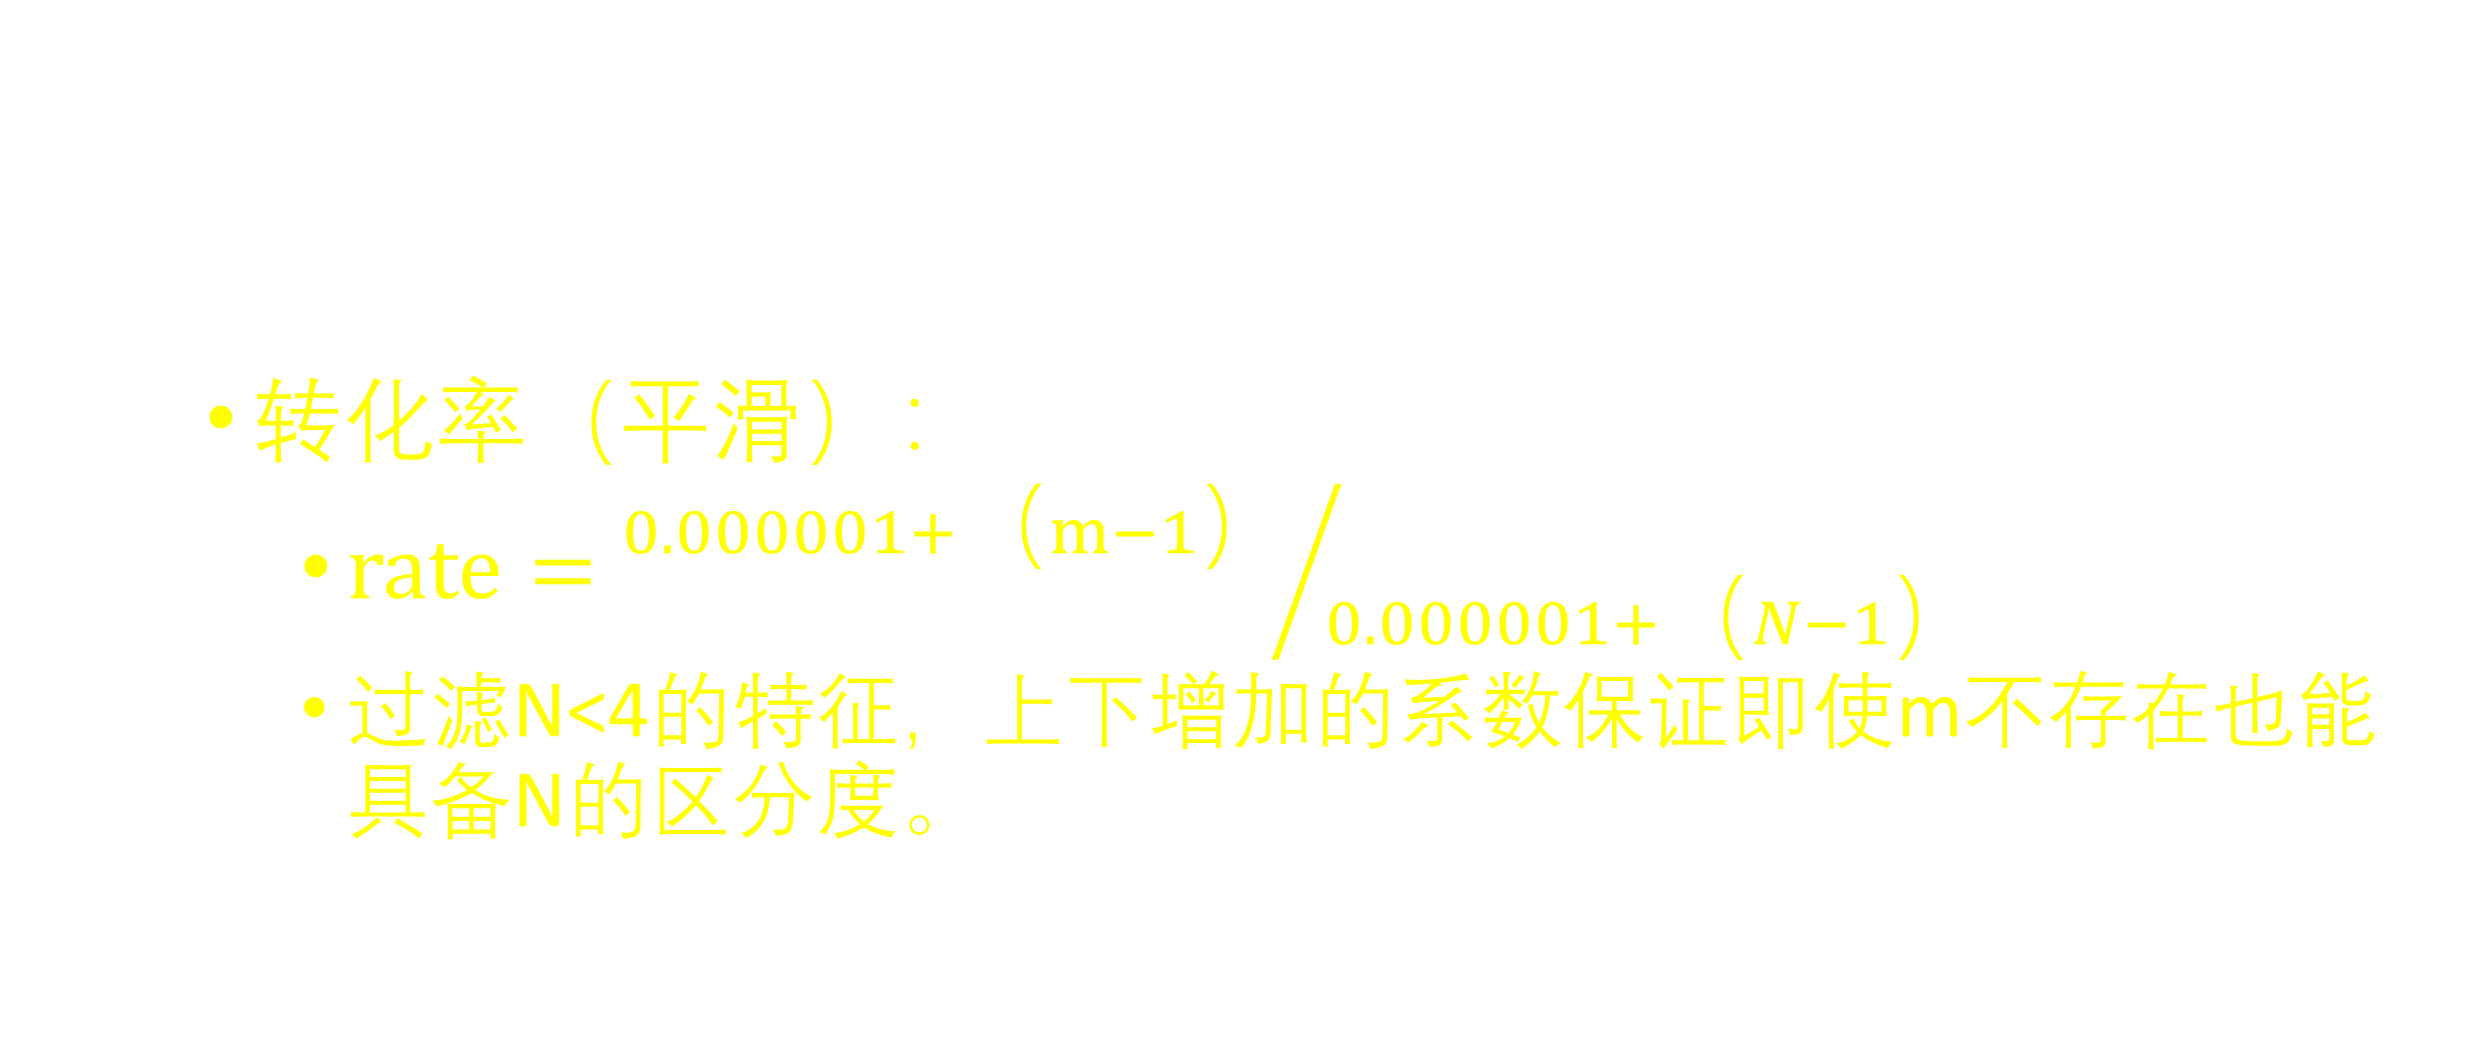 • 转化率（平滑）：
• rate = 0.000001+（m−1）/0.000001+（N−1）
• 过滤N<4的特征，上下增加的系数保证即使m不存在也能
具备N的区分度。